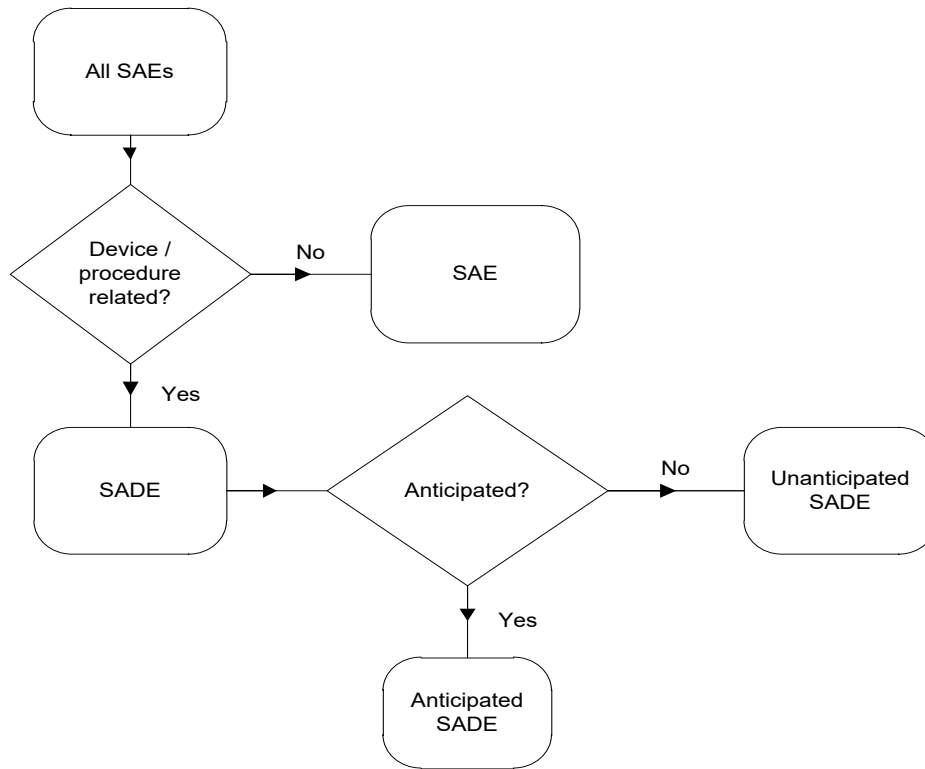 All SAEs
Device /
procedure
related?
No
SAE
Yes
SADE
Anticipated?
No
Unanticipated
SADE
Yes
Anticipated
SADE